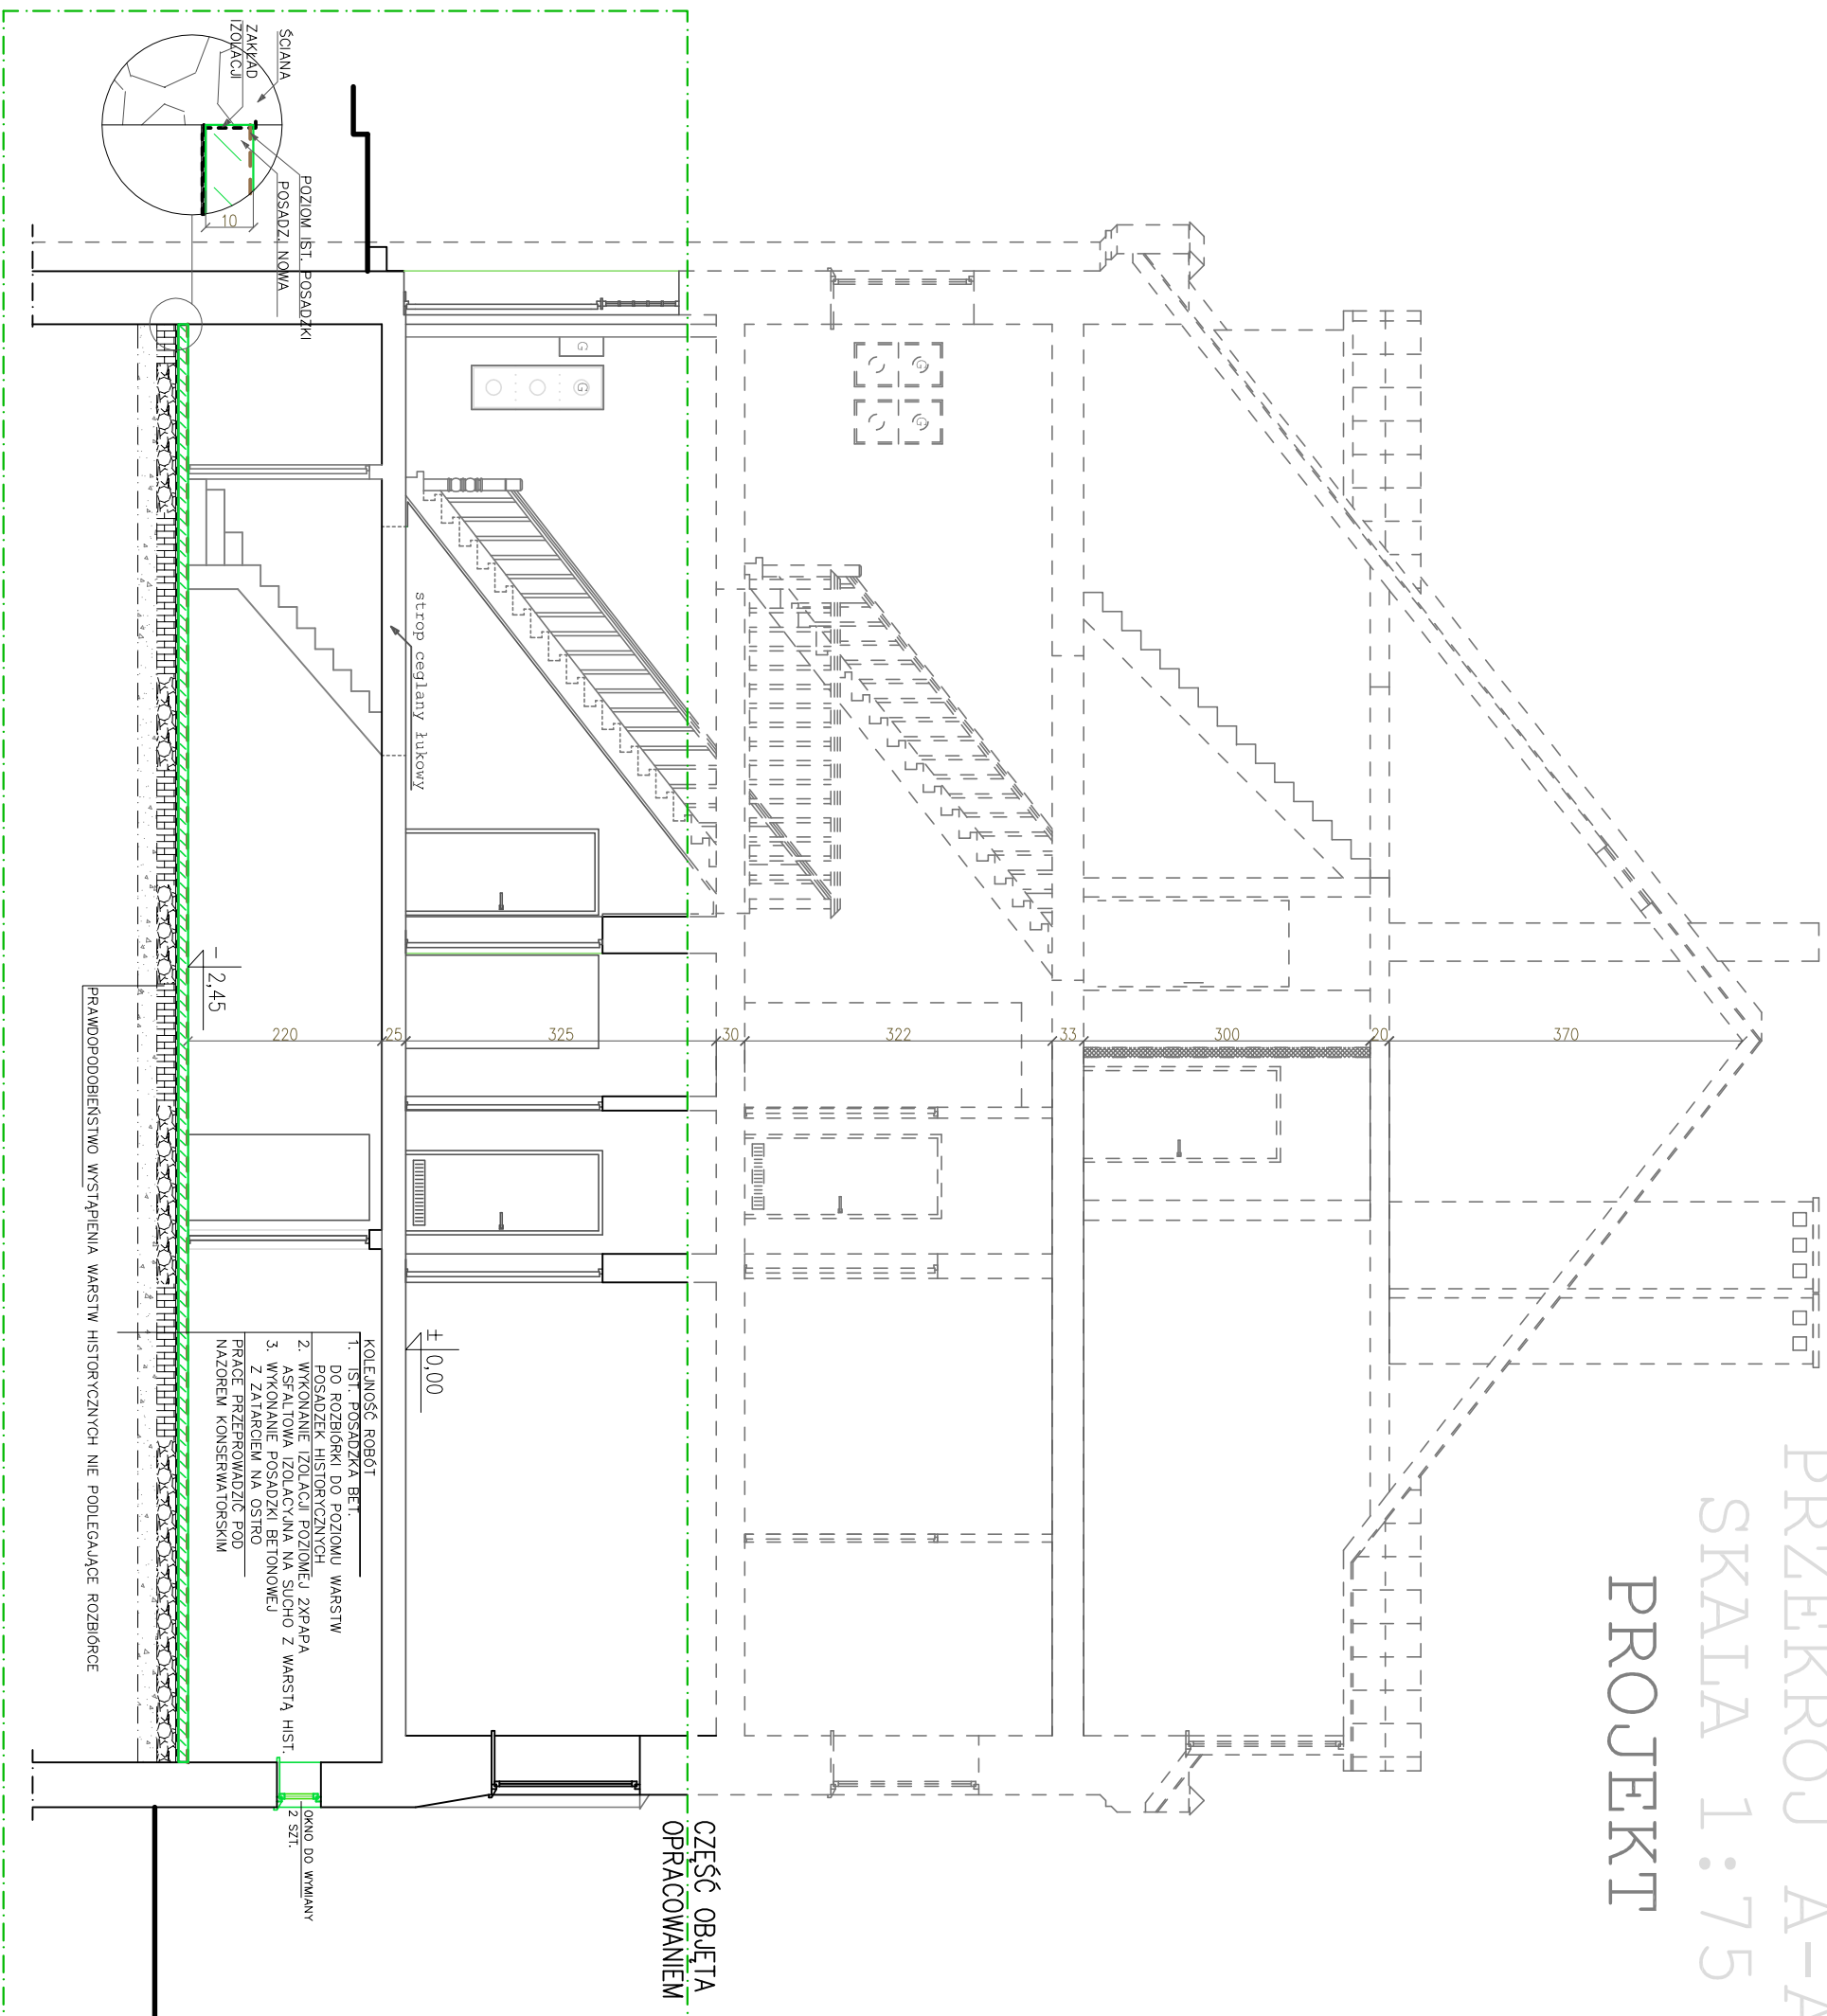 PRZEKRÓJ A-A
SKALA 1:75
PROJEKT
CZĘŚĆ OBJĘTA
OPRACOWANIEM
370
20
300
33
322
30
325
25
220
G
G
G
G
strop ceglany łukowy
± 0,00
- 2,45
KOLEJNOŚĆ ROBÓT
1. IST. POSADZKA BET.
DO ROZBIÓRKI DO POZIOMU WARSTW
POSADZEK HISTORYCZNYCH
2. WYKONANIE IZOLACJI POZIOMEJ 2XPAPA
ASFALTOWA IZOLACYJNA NA SUCHO Z WARSTĄ HIST.
3. WYKONANIE POSADZKI BETONOWEJ
Z ZATARCIEM NA OSTRO
PRACE PRZEPROWADZIĆ POD
NAZOREM KONSERWATORSKIM
OKNO DO WYMIANY
2 SZT.
PRAWDOPODOBIEŃSTWO WYSTĄPIENIA WARSTW HISTORYCZNYCH NIE PODLEGAJĄCE ROZBIÓRCE
ŚCIANA
ZAKŁAD
IZOLACJI
POZIOM IST. POSADZKI
POSADZ. NOWA
10